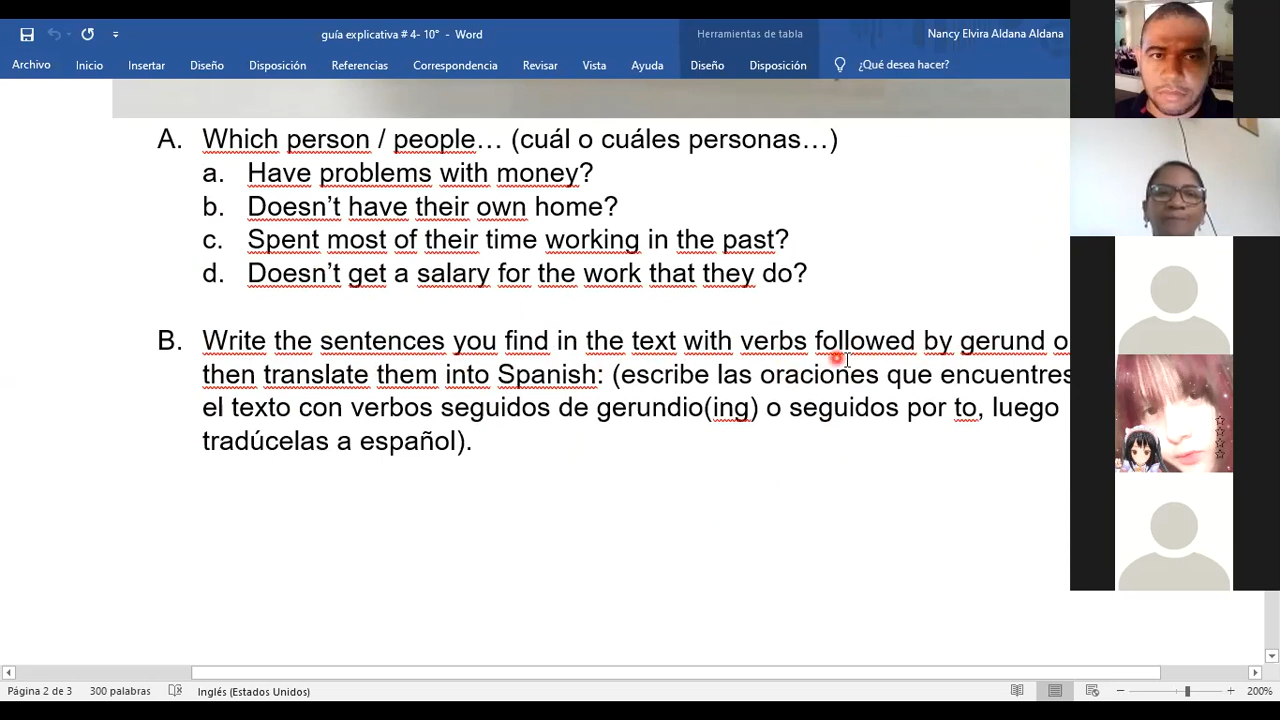 guía explicativa # 4- 10° - Word
Herramientas de tabla
Nancy Elvira Aldana Aldana
Archivo Inicio Insertar Diseño Disposición Referencias Correspondencia Revisar Vista Ayuda Diseño Disposición ¿Qué desea hacer?
A. Which person / people… (cuál o cuáles personas…)
a. Have problems with money?
b. Doesn’t have their own home?
c. Spent most of their time working in the past?
d. Doesn’t get a salary for the work that they do?
B. Write the sentences you find in the text with verbs followed by gerund o
then translate them into Spanish: (escribe las oraciones que encuentres
el texto con verbos seguidos de gerundio(ing) o seguidos por to, luego
tradúcelas a español).
Página 2 de 3 300 palabras Inglés (Estados Unidos) 200%